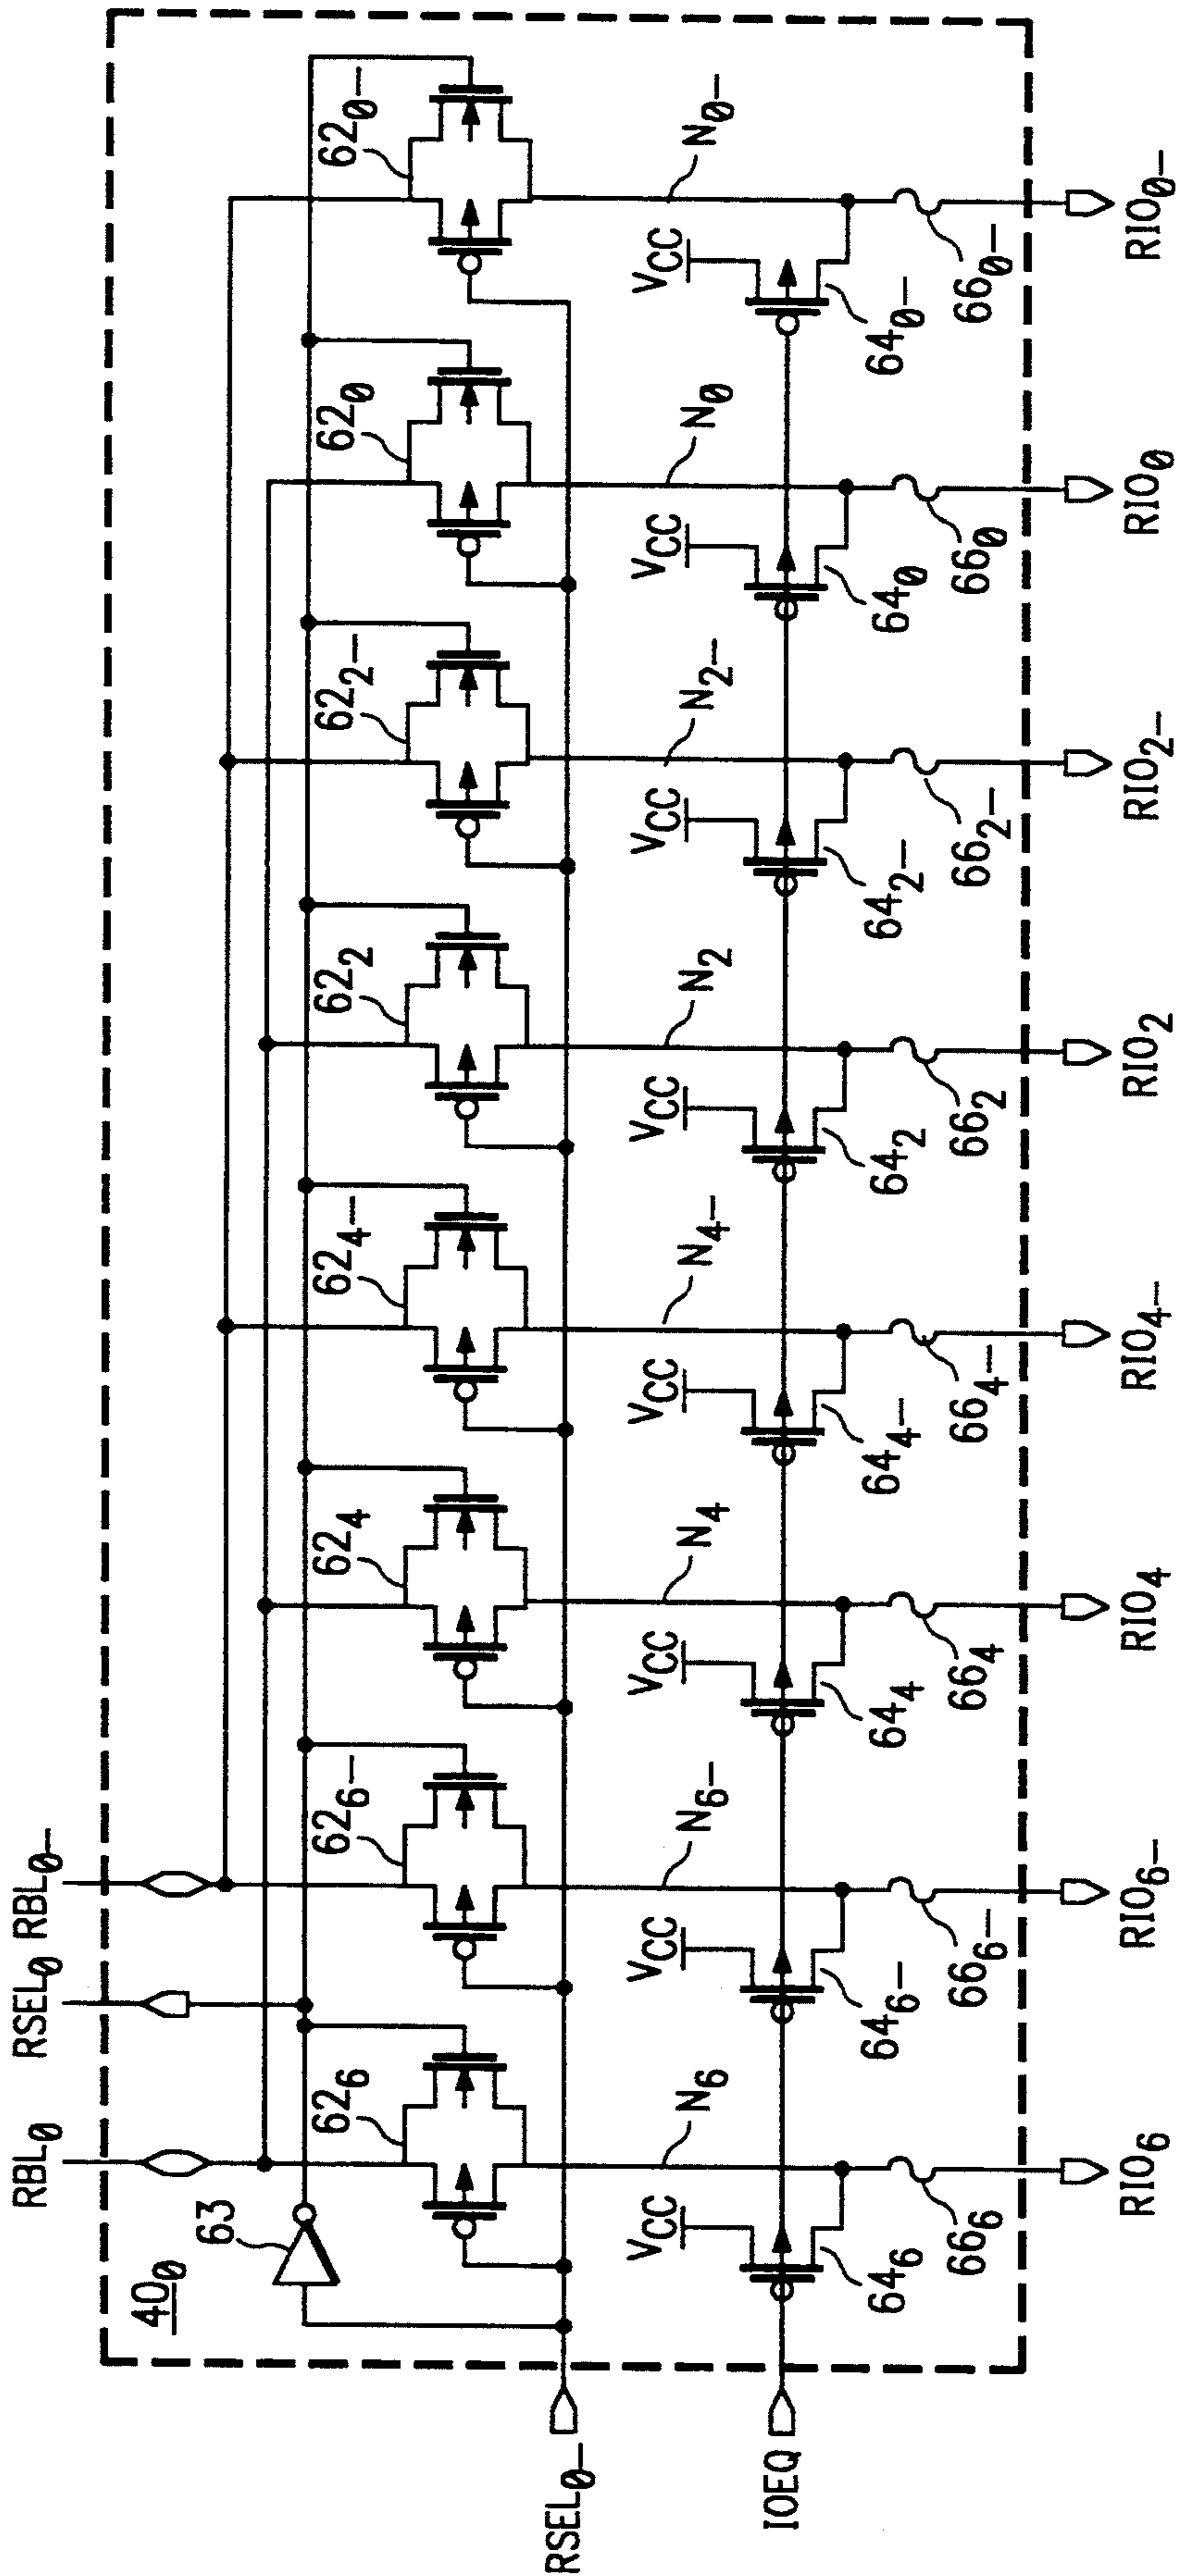 RBL0 RSEL0 RBL0–
400
63
626 626– 624 624– 622 622– 620 620–
RSEL0–
N6 N6– N4 N4– N2 N2– N0 N0–
VCC VCC VCC VCC VCC VCC VCC VCC
IOEQ
646 646– 644 644– 642 642– 640 640–
666 666– 664 664– 662 662– 660 660–
RIO6 RIO6– RIO4 RIO4– RIO2 RIO2– RIO0 RIO0–